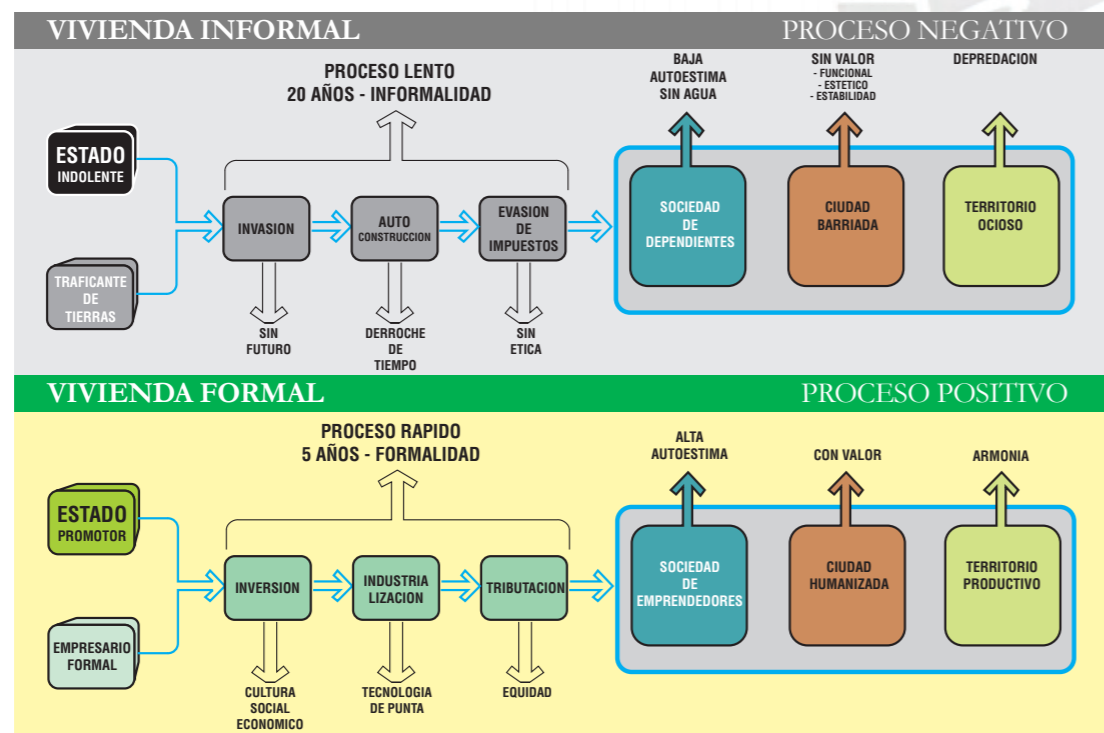 VIVIENDA INFORMAL
PROCESO NEGATIVO
PROCESO LENTO
20 AÑOS - INFORMALIDAD
BAJA
AUTOESTIMA
SIN AGUA
SIN VALOR
- FUNCIONAL
- ESTETICO
- ESTABILIDAD
DEPREDACION
ESTADO
INDOLENTE
TRAFICANTE
DE
TIERRAS
INVASION
AUTO
CONSTRUCCION
EVASION
DE
IMPUESTOS
SOCIEDAD
DE
DEPENDIENTES
CIUDAD
BARRIADA
TERRITORIO
OCIOSO
SIN
FUTURO
DERROCHE
DE
TIEMPO
SIN
ETICA
VIVIENDA FORMAL
PROCESO POSITIVO
PROCESO RAPIDO
5 AÑOS - FORMALIDAD
ALTA
AUTOESTIMA
CON VALOR
ARMONIA
ESTADO
PROMOTOR
EMPRESARIO
FORMAL
INVERSION
INDUSTRIA
LIZACION
TRIBUTACION
SOCIEDAD
DE
EMPRENDEDORES
CIUDAD
HUMANIZADA
TERRITORIO
PRODUCTIVO
CULTURA
SOCIAL
ECONOMICO
TECNOLOGIA
DE PUNTA
EQUIDAD